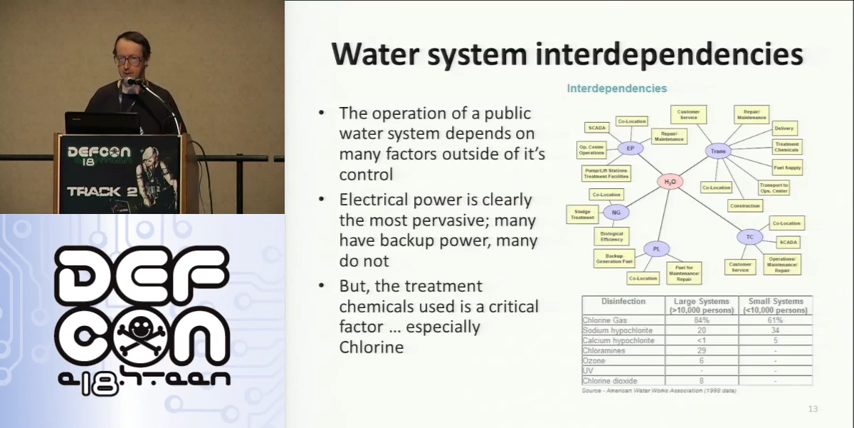 DEFCON
18
TRACK 2
DEF
CON
e18hteen
Water system interdependencies
• The operation of a public
water system depends on
many factors outside of it's
control
• Electrical power is clearly
the most pervasive; many
have backup power, many
do not
• But, the treatment
chemicals used is a critical
factor ... especially
Chlorine
Interdependencies
Customer
Service
Repair/
Maintenance
Co-Location
SCADA
Repair/
Maintenance
Delivery
Op. Center
Operations
EP
Trans
Treatment
Chemicals
Pump/Lift Stations
Treatment Facilities
Fuel Supply
H2O
Co-Location
Transport to
Ops. Center
Co-Location
Construction
Sludge
Treatment
NG
Co-Location
Biological
Efficiency
TC
SCADA
Backup
Generation Fuel
PL
Co-Location
Fuel for
Maintenance/
Repair
Customer
Service
Operations/
Maintenance/
Repair
Disinfection Large Systems Small Systems
(>10,000 persons) (<10,000 persons)
Chlorine Gas 84% 61%
Sodium hypochlorite 20 34
Calcium hypochlorite <1 5
Chloramines 29 -
Ozone 6 -
UV - -
Chlorine dioxide 8 -
Source - American Water Works Association (1998 data)
13